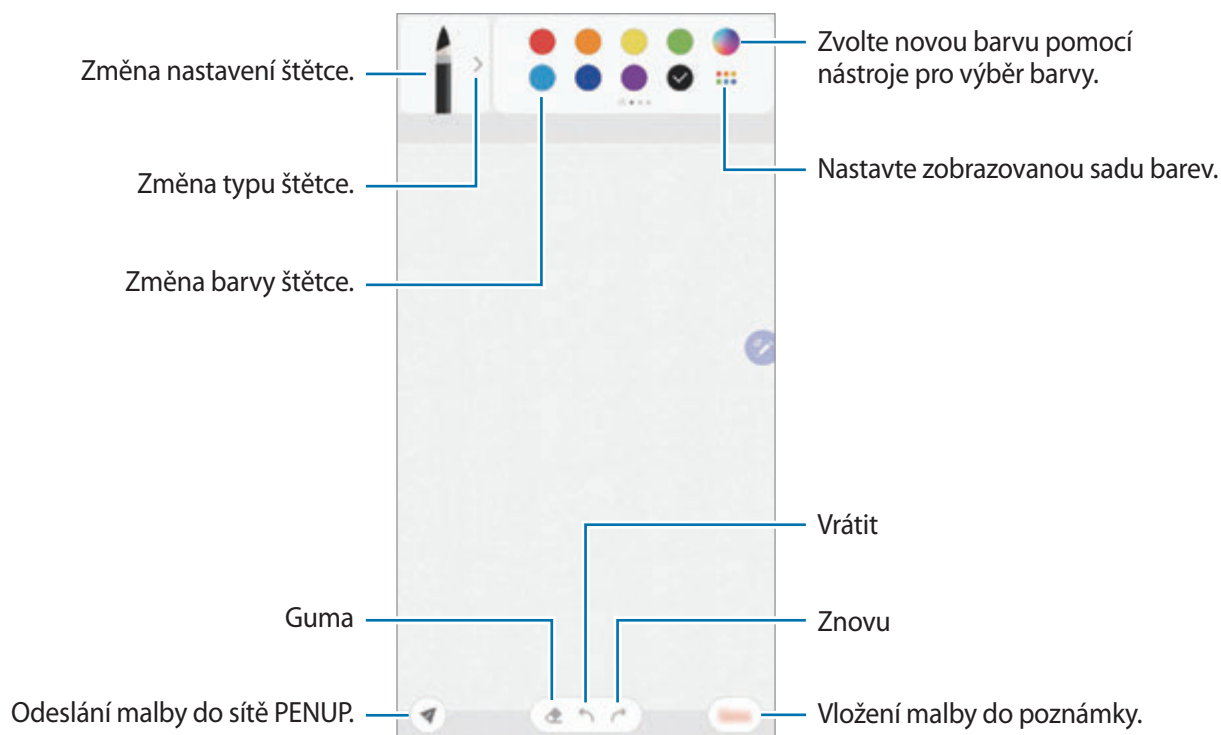 Změna nastavení štětce.
Zvolte novou barvu pomocí
nástroje pro výběr barvy.
Změna typu štětce.
Nastavte zobrazovanou sadu barev.
Změna barvy štětce.
Vrátit
Guma
Znovu
Odeslání malby do sítě PENUP.
Vložení malby do poznámky.